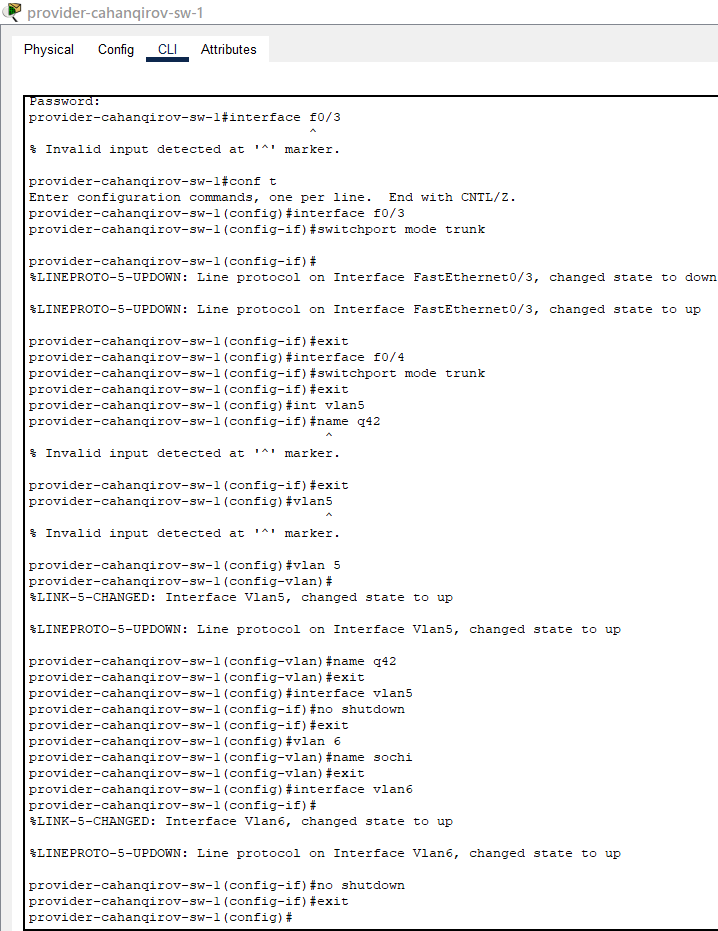 provider-cahanqirov-sw-1
Physical Config CLI Attributes
Password:
provider-cahanqirov-sw-1#interface f0/3
^
% Invalid input detected at '^' marker.
provider-cahanqirov-sw-1#conf t
Enter configuration commands, one per line. End with CNTL/Z.
provider-cahanqirov-sw-1(config)#interface f0/3
provider-cahanqirov-sw-1(config-if)#switchport mode trunk
provider-cahanqirov-sw-1(config-if)#
%LINEPROTO-5-UPDOWN: Line protocol on Interface FastEthernet0/3, changed state to down
%LINEPROTO-5-UPDOWN: Line protocol on Interface FastEthernet0/3, changed state to up
provider-cahanqirov-sw-1(config-if)#exit
provider-cahanqirov-sw-1(config)#interface f0/4
provider-cahanqirov-sw-1(config-if)#switchport mode trunk
provider-cahanqirov-sw-1(config-if)#exit
provider-cahanqirov-sw-1(config)#int vlan5
provider-cahanqirov-sw-1(config-if)#name q42
^
% Invalid input detected at '^' marker.
provider-cahanqirov-sw-1(config-if)#exit
provider-cahanqirov-sw-1(config)#vlan5
^
% Invalid input detected at '^' marker.
provider-cahanqirov-sw-1(config)#vlan 5
provider-cahanqirov-sw-1(config-vlan)#
%LINK-5-CHANGED: Interface Vlan5, changed state to up
%LINEPROTO-5-UPDOWN: Line protocol on Interface Vlan5, changed state to up
provider-cahanqirov-sw-1(config-vlan)#name q42
provider-cahanqirov-sw-1(config-vlan)#exit
provider-cahanqirov-sw-1(config)#interface vlan5
provider-cahanqirov-sw-1(config-if)#no shutdown
provider-cahanqirov-sw-1(config-if)#exit
provider-cahanqirov-sw-1(config)#vlan 6
provider-cahanqirov-sw-1(config-vlan)#name sochi
provider-cahanqirov-sw-1(config-vlan)#exit
provider-cahanqirov-sw-1(config)#interface vlan6
provider-cahanqirov-sw-1(config-if)#
%LINK-5-CHANGED: Interface Vlan6, changed state to up
%LINEPROTO-5-UPDOWN: Line protocol on Interface Vlan6, changed state to up
provider-cahanqirov-sw-1(config-if)#no shutdown
provider-cahanqirov-sw-1(config-if)#exit
provider-cahanqirov-sw-1(config)#